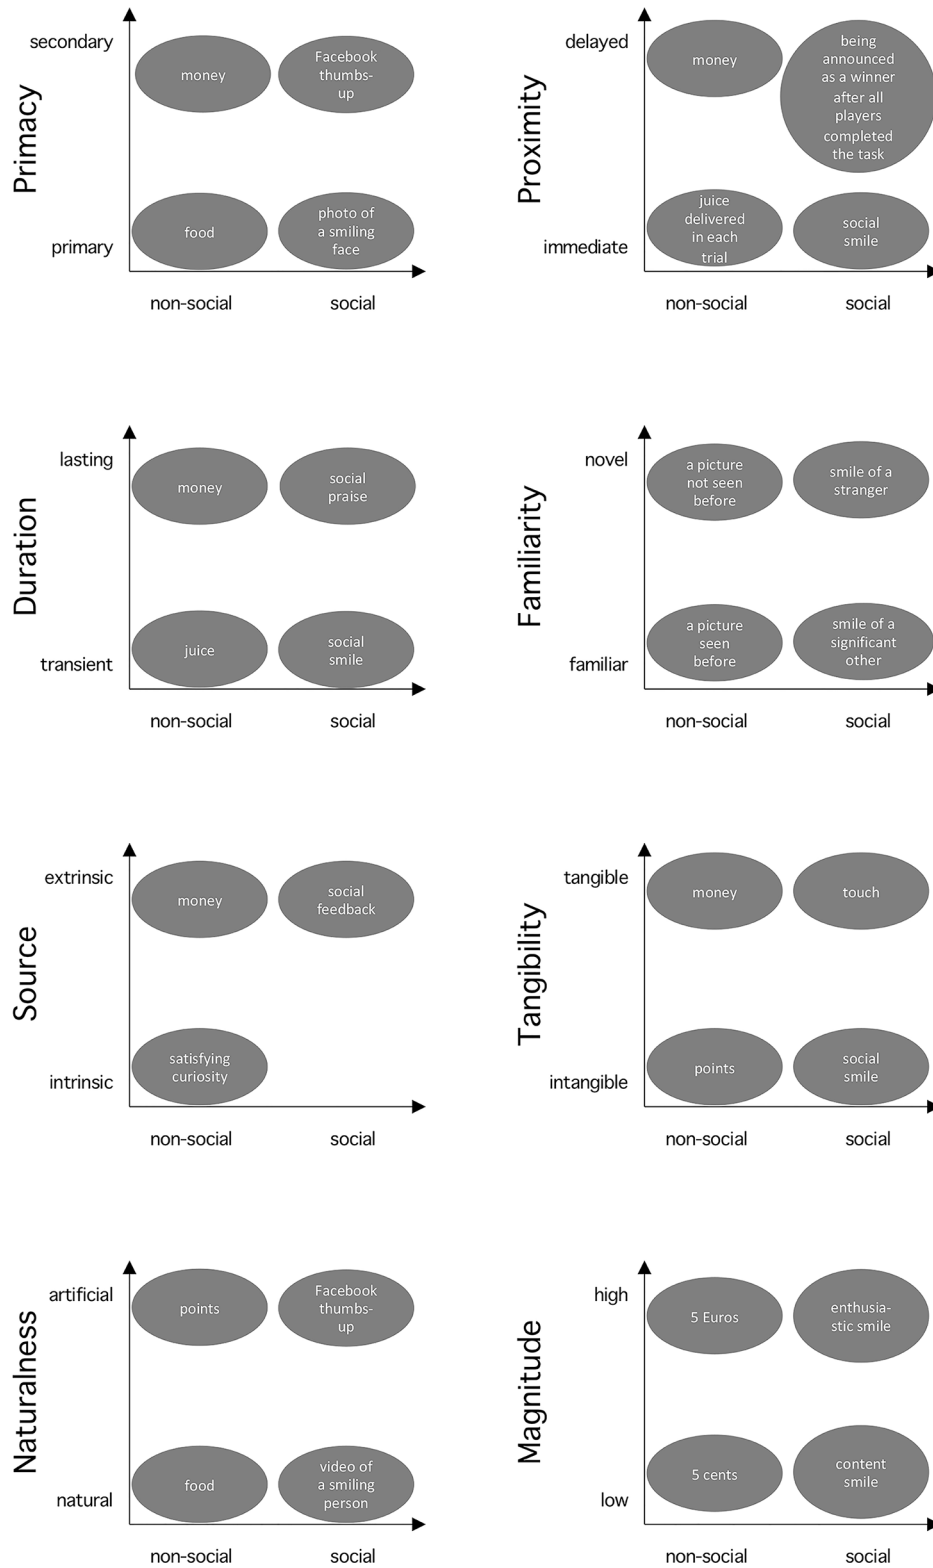 Primacy
secondary
money
Facebook
thumbs-
up
primary
food
photo of
a smiling
face
non-social
social
Proximity
delayed
money
being
announced
as a winner
after all
players
completed
the task
immediate
juice
delivered
in each
trial
social
smile
non-social
social
Duration
lasting
money
social
praise
transient
juice
social
smile
non-social
social
Familiarity
novel
a picture
not seen
before
smile of a
stranger
familiar
a picture
seen
before
smile of a
significant
other
non-social
social
Source
extrinsic
money
social
feedback
intrinsic
satisfying
curiosity
non-social
social
Tangibility
tangible
money
touch
intangible
points
social
smile
non-social
social
Naturalness
artificial
points
Facebook
thumbs-
up
natural
food
video of
a smiling
person
non-social
social
Magnitude
high
5 Euros
enthusia-
stic smile
low
5 cents
content
smile
non-social
social